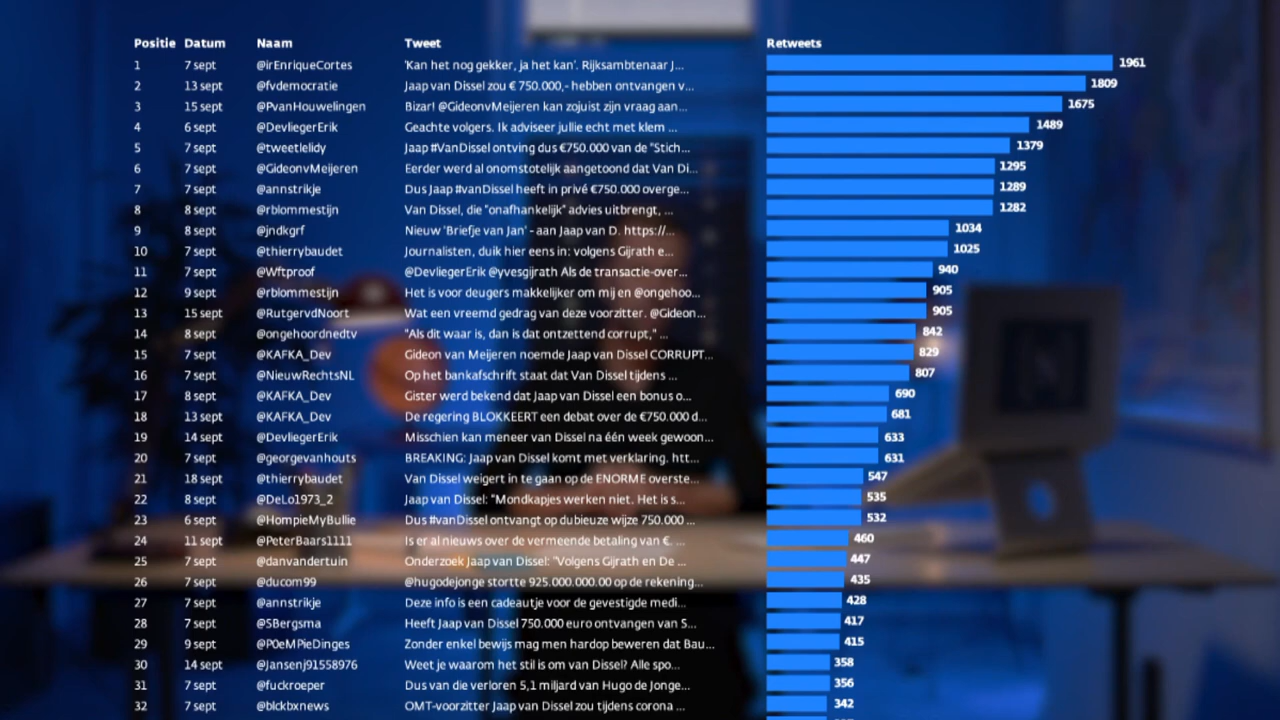 Positie Datum Naam Tweet Retweets
1 7 sept @irEnriqueCortes 'Kan het nog gekker, ja het kan'. Rijksambtenaar J... 1961
2 13 sept @fvdemocratie Jaap van Dissel zou € 750.000,- hebben ontvangen v... 1809
3 15 sept @PvanHouwelingen Bizar! @GideonvMeijeren kan zojuist zijn vraag aan... 1675
4 6 sept @DevliegerErik Geachte volgers. Ik adviseer jullie echt met klem ... 1489
5 7 sept @tweetlelidy Jaap #VanDissel ontving dus €750.000 van de "Stich... 1379
6 7 sept @GideonvMeijeren Eerder werd al onomstotelijk aangetoond dat Van Di... 1295
7 7 sept @annstrikje Dus Jaap #vanDissel heeft in privé €750.000 overge... 1289
8 8 sept @rblommestijn Van Dissel, die "onafhankelijk" advies uitbrengt, ... 1282
9 8 sept @jndkgrf Nieuw 'Briefje van Jan' - aan Jaap van D. https://... 1034
10 7 sept @thierrybaudet Journalisten, duik hier eens in: volgens Gijrath e... 1025
11 7 sept @Wftproof @DevliegerErik @yvesgijrath Als de transactie-over... 940
12 9 sept @rblommestijn Het is voor deugers makkelijker om mij en @ongehoo... 905
13 15 sept @RutgervdNoort Wat een vreemd gedrag van deze voorzitter. @Gideon... 905
14 8 sept @ongehoordnedtv "Als dit waar is, dan is dat ontzettend corrupt," ... 842
15 7 sept @KAFKA_Dev Gideon van Meijeren noemde Jaap van Dissel CORRUPT... 829
16 7 sept @NieuwRechtsNL Op het bankafschrift staat dat Van Dissel tijdens ... 807
17 8 sept @KAFKA_Dev Gister werd bekend dat Jaap van Dissel een bonus o... 690
18 13 sept @KAFKA_Dev De regering BLOKKEERT een debat over de €750.000 d... 681
19 14 sept @DevliegerErik Misschien kan meneer van Dissel na één week gewoon... 633
20 7 sept @georgevanhouts BREAKING: Jaap van Dissel komt met verklaring. htt... 631
21 18 sept @thierrybaudet Van Dissel weigert in te gaan op de ENORME overste... 547
22 8 sept @DeLo1973_2 Jaap van Dissel: "Mondkapjes werken niet. Het is s... 535
23 6 sept @HompieMyBullie Dus #vanDissel ontvangt op dubieuze wijze 750.000 ... 532
24 11 sept @PeterBaars1111 Is er al nieuws over de vermeende betaling van €. ... 460
25 7 sept @danvandertuin Onderzoek Jaap van Dissel: "Volgens Gijrath en De ... 447
26 7 sept @ducom99 @hugodejonge stortte 925.000.000.00 op de rekening... 435
27 7 sept @annstrikje Deze info is een cadeautje voor de gevestigde medi... 428
28 7 sept @SBergsma Heeft Jaap van Dissel 750.000 euro ontvangen van S... 417
29 9 sept @P0eMPieDinges Zonder enkel bewijs mag men hardop beweren dat Bau... 415
30 14 sept @Jansenj91558976 Weet je waarom het stil is om van Dissel? Alle spo... 358
31 7 sept @fuckroeper Dus van die verloren 5,1 miljard van Hugo de Jonge... 356
32 7 sept @blckbxnews OMT-voorzitter Jaap van Dissel zou tijdens corona ... 342